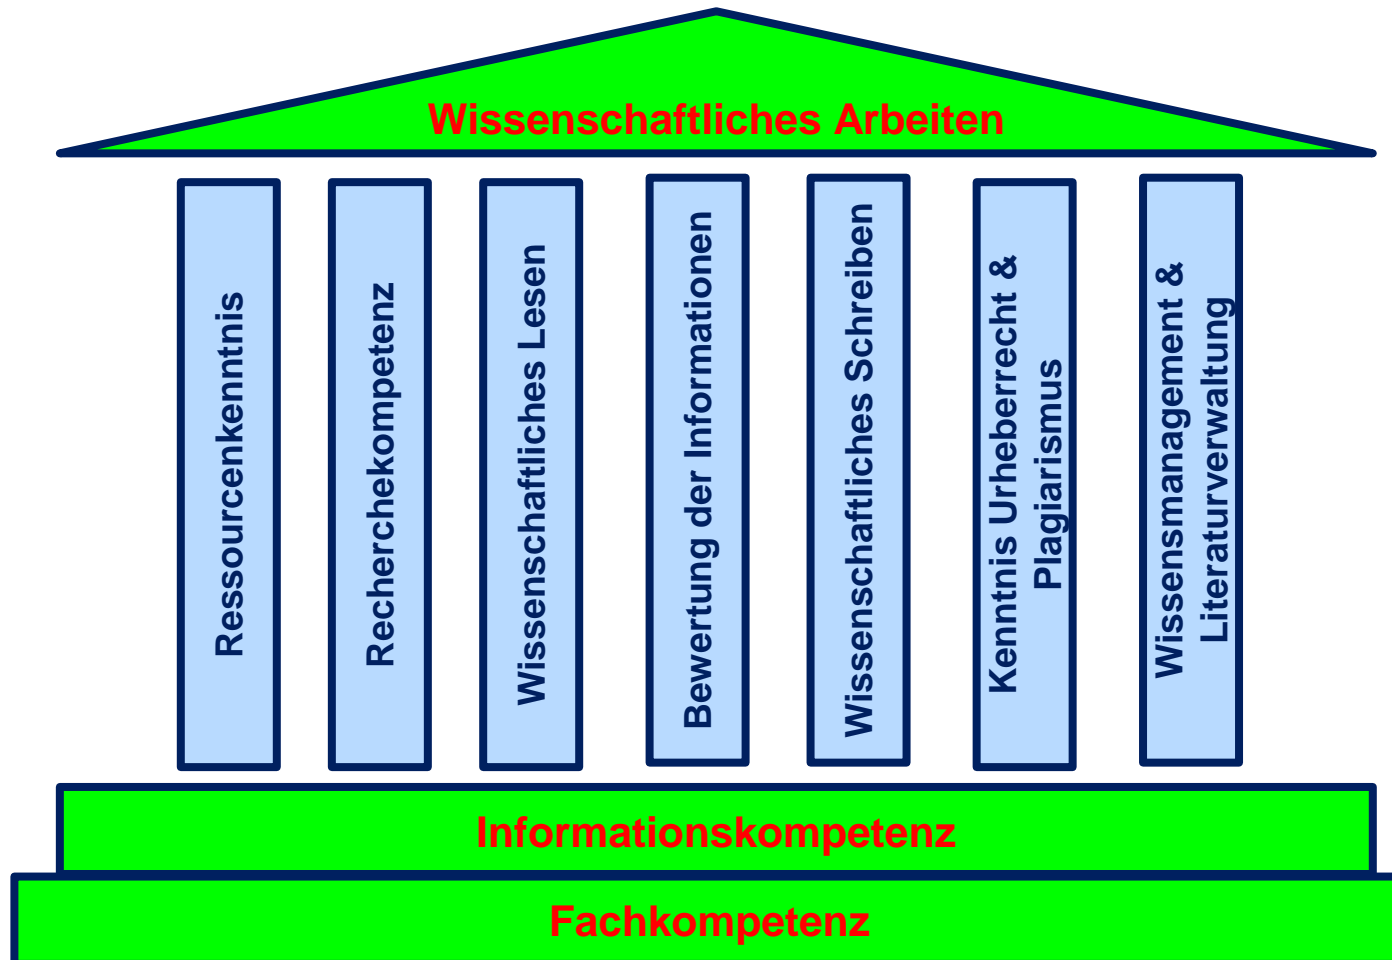 Wissenschaftliches Arbeiten
Ressourcenkenntnis
Recherchekompetenz
Wissenschaftliches Lesen
Bewertung der Informationen
Wissenschaftliches Schreiben
Kenntnis Urheberrecht &
Plagiarismus
Wissensmanagement &
Literaturverwaltung
Informationskompetenz
Fachkompetenz